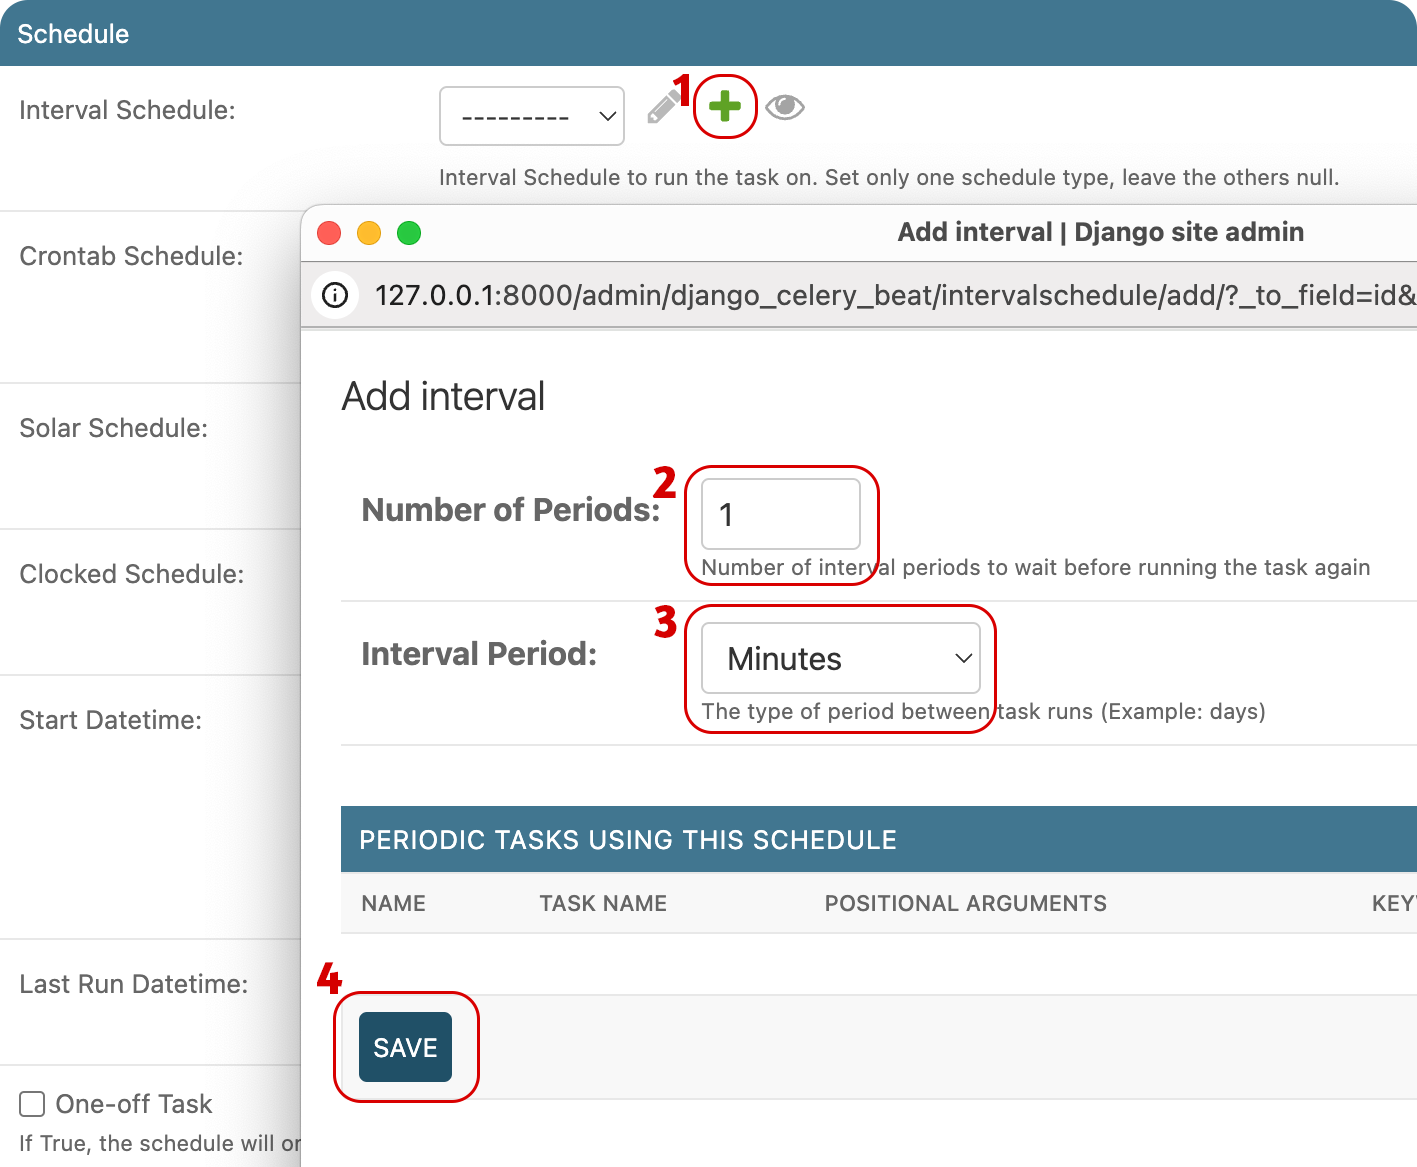 Schedule
Interval Schedule:
---------
1
Interval Schedule to run the task on. Set only one schedule type, leave the others null.
Crontab Schedule:
Solar Schedule:
Clocked Schedule:
Start Datetime:
Last Run Datetime:
One-off Task
If True, the schedule will
Add interval | Django site admin
127.0.0.1:8000/admin/django_celery_beat/intervalschedule/add/?_to_field=id&
Add interval
2
Number of Periods: 1
Number of interval periods to wait before running the task again
3
Interval Period: Minutes
The type of period between task runs (Example: days)
PERIODIC TASKS USING THIS SCHEDULE
NAME TASK NAME POSITIONAL ARGUMENTS
4
SAVE